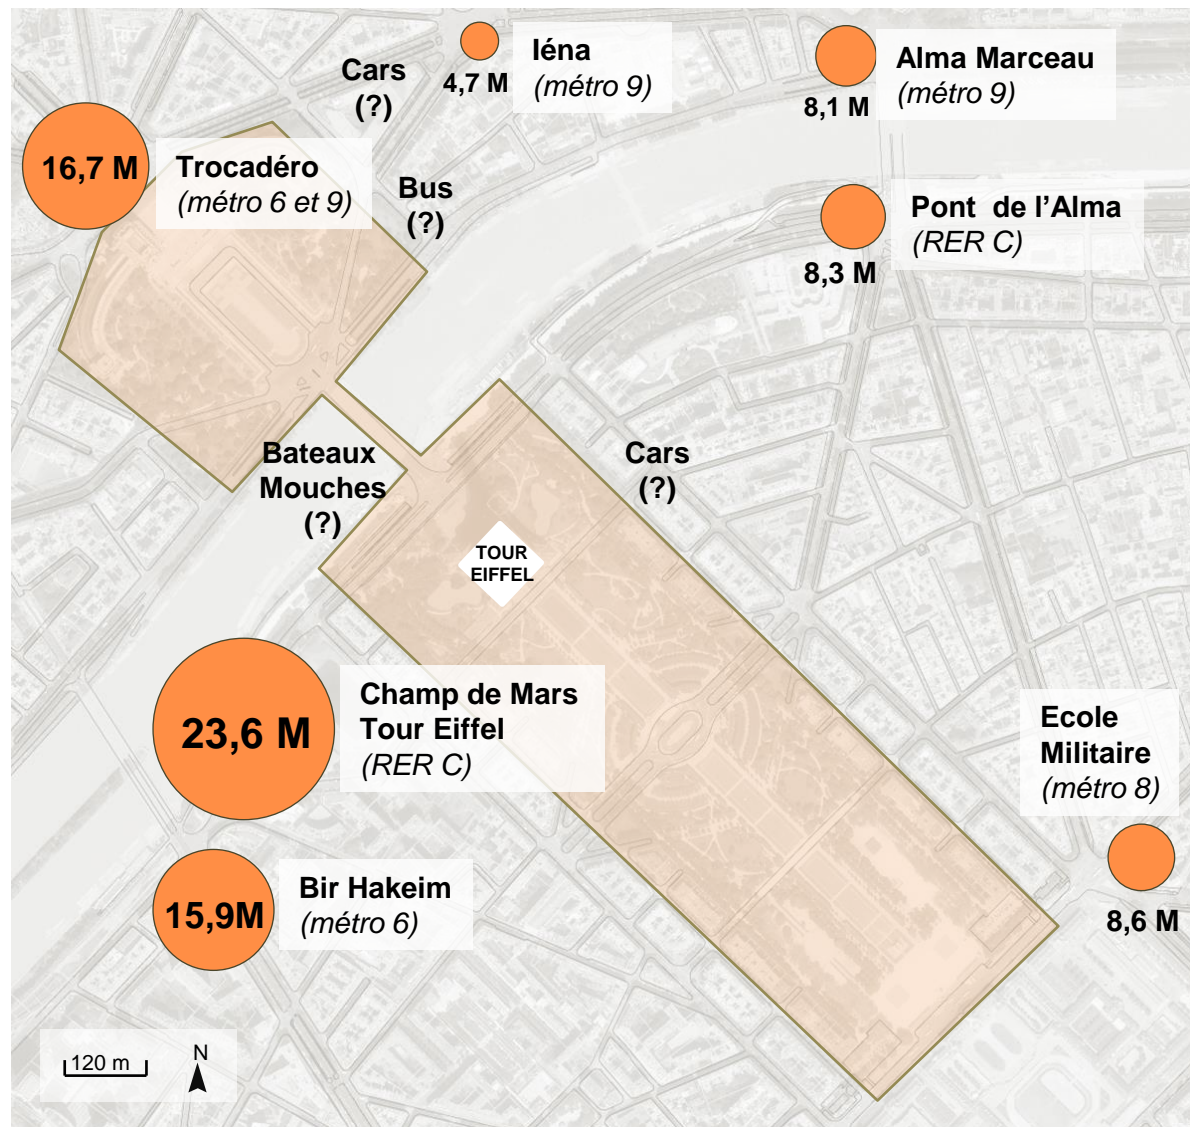 Cars
(?)
4,7 M
Iéna
(métro 9)
8,1 M
Alma Marceau
(métro 9)
16,7 M
Trocadéro
(métro 6 et 9)
Bus
(?)
8,3 M
Pont de l’Alma
(RER C)
Bateaux
Mouches
(?)
Cars
(?)
TOUR
EIFFEL
23,6 M
Champ de Mars
Tour Eiffel
(RER C)
Ecole
Militaire
(métro 8)
8,6 M
15,9M
Bir Hakeim
(métro 6)
120 m
N